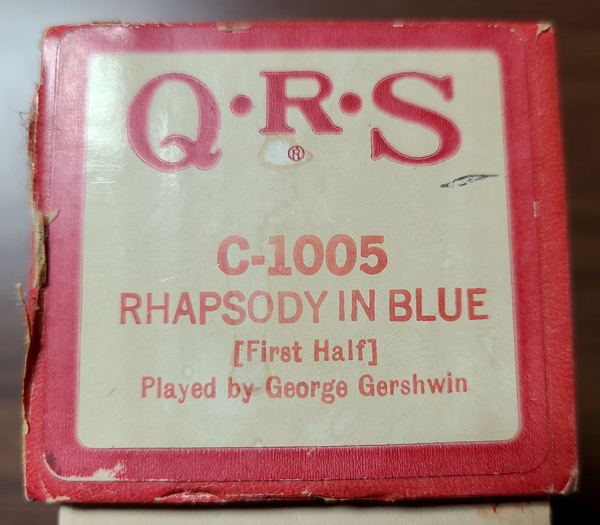 Q·R·S
®
C-1005
RHAPSODY IN BLUE
[First Half]
Played by George Gershwin